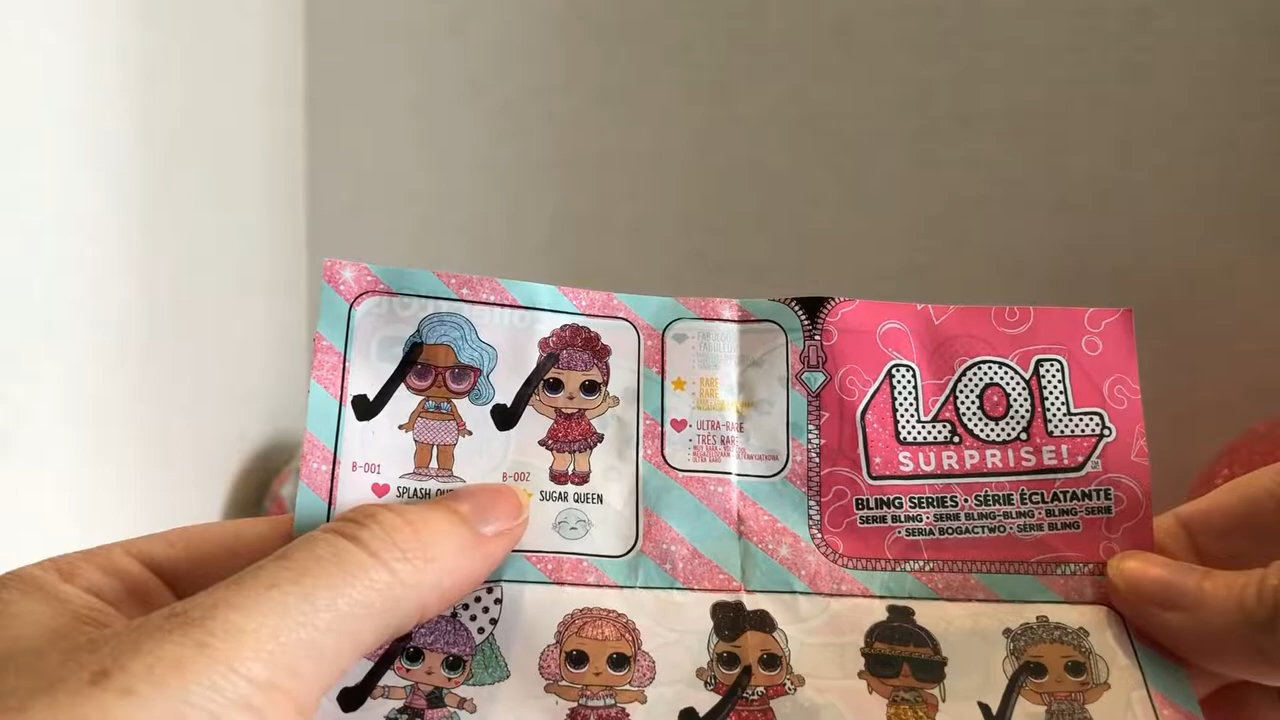 B-001
SPLASH
B-002
SUGAR QUEEN
RARE
RARE
ULTRA-RARE
TRÈS RARE
L.O.L.
SURPRISE!
BLING SERIES • SÉRIE ÉCLATANTE
SERIE BLING • SERIE BLING-BLING • BLING-SERIE
• SERIA BOGACTWO • SÉRIE BLING